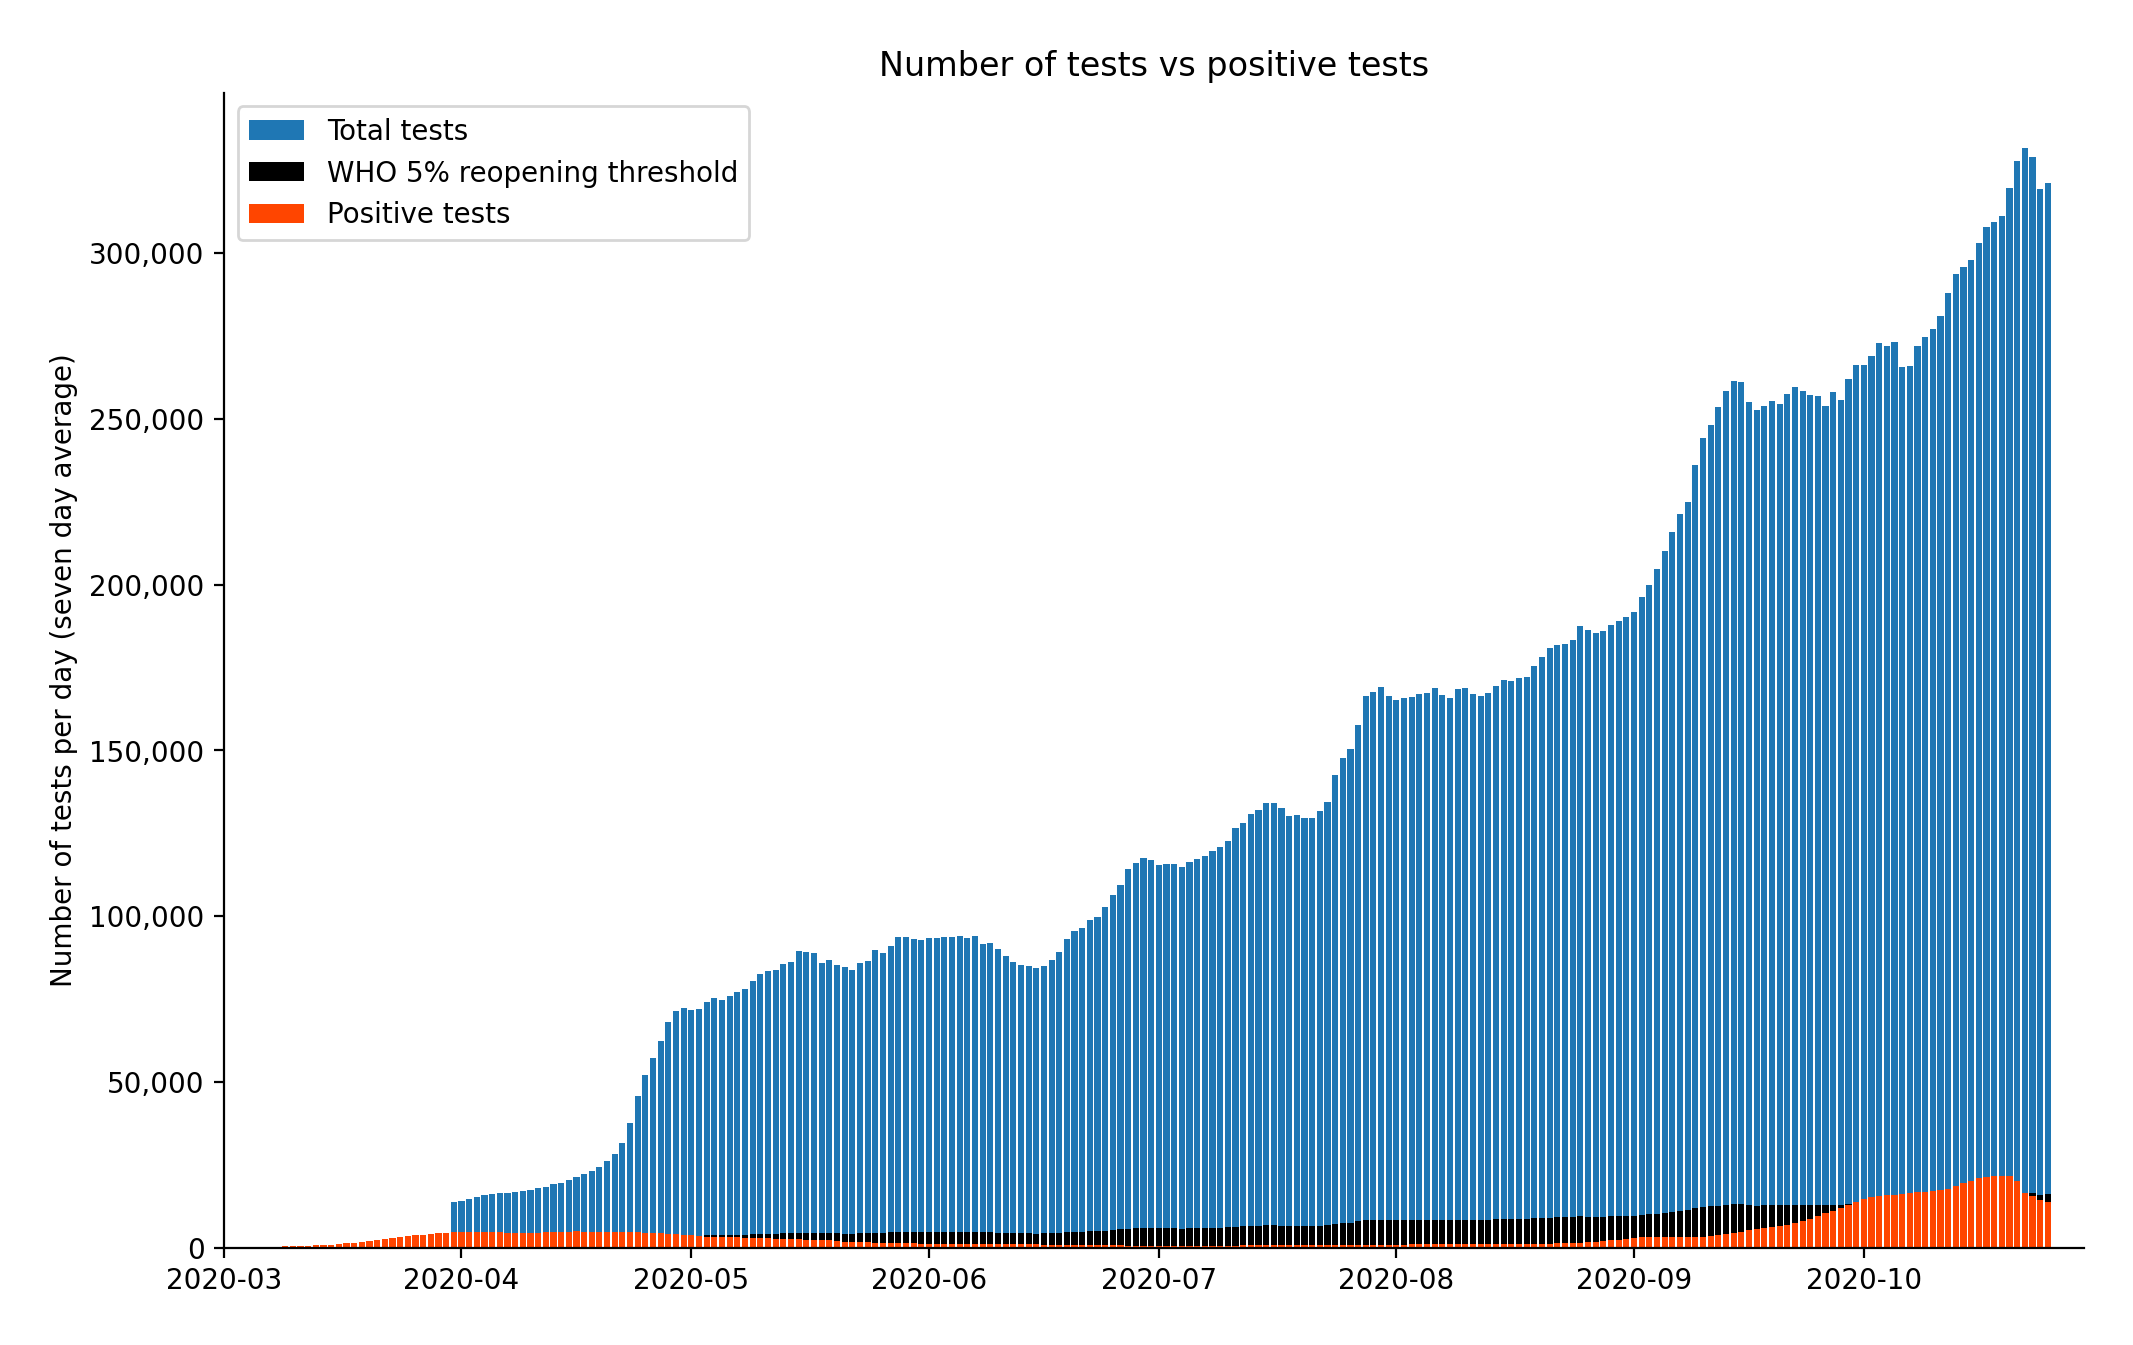 Number of tests vs positive tests
Total tests
WHO 5% reopening threshold
Positive tests
Number of tests per day (seven day average)
300,000
250,000
200,000
150,000
100,000
50,000
0
2020-03 2020-04 2020-05 2020-06 2020-07 2020-08 2020-09 2020-10